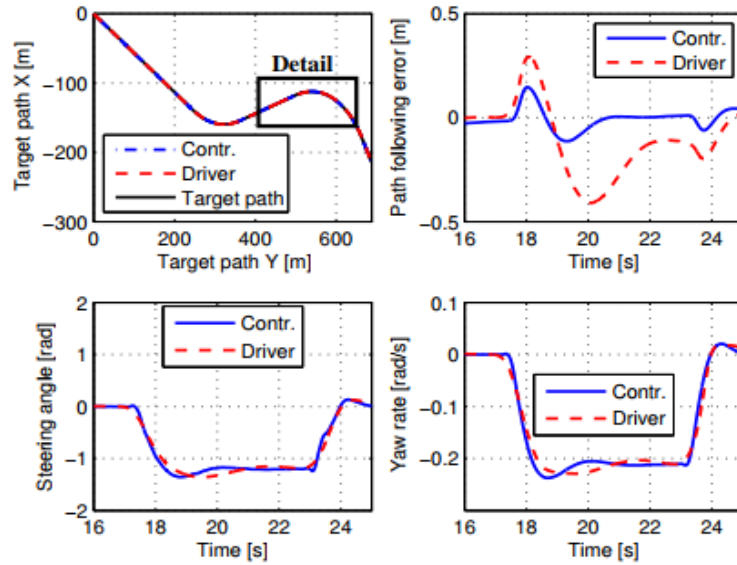 0
−100
−200
−300
0
200
400
600
Target path X [m]
Target path Y [m]
Detail
Contr.
Driver
Target path
0.5
0
−0.5
16
18
20
22
24
Path following error [m]
Time [s]
Contr.
Driver
2
1
0
−1
−2
16
18
20
22
24
Steering angle [rad]
Time [s]
Contr.
Driver
0.1
0
−0.1
−0.2
16
18
20
22
24
Yaw rate [rad/s]
Time [s]
Contr.
Driver